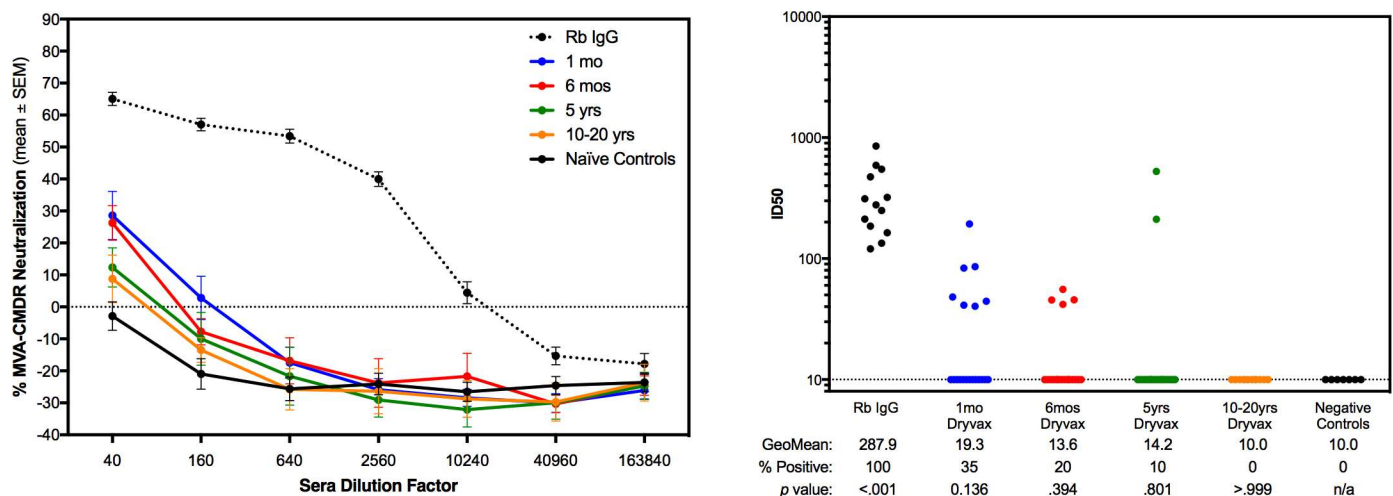 90
80
70
60
50
40
30
20
10
0
-10
-20
-30
-40
% MVA-CMDR Neutralization (mean ± SEM)
Rb IgG
1 mo
6 mos
5 yrs
10-20 yrs
Naïve Controls
40 160 640 2560 10240 40960 163840
Sera Dilution Factor
10000
1000
100
10
ID50
Rb IgG 1mo Dryvax 6mos Dryvax 5yrs Dryvax 10-20yrs Dryvax Negative Controls
GeoMean: 287.9 19.3 13.6 14.2 10.0 10.0
% Positive: 100 35 20 10 0 0
p value: <.001 0.136 .394 .801 >.999 n/a